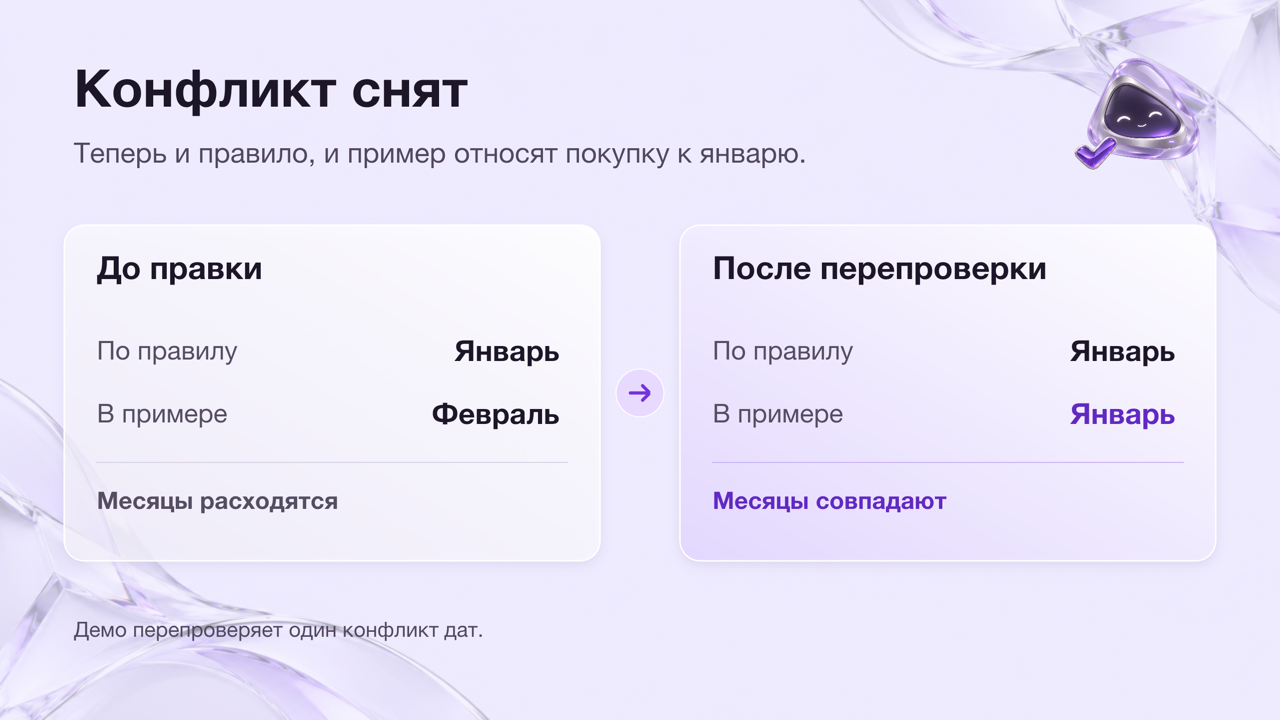 Конфликт снят
Теперь и правило, и пример относят покупку к январю.
До правки
По правилу Январь
В примере Февраль
Месяцы расходятся
После перепроверки
По правилу Январь
В примере Январь
Месяцы совпадают
Демо перепроверяет один конфликт дат.